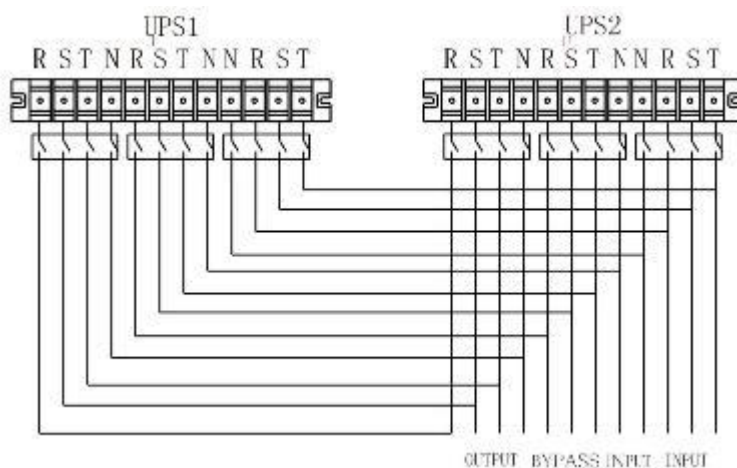 UPS1 UPS2
R S T N R S T N N R S T R S T N R S T N N R S T
OUTPUT BYPASS INPUT INPUT